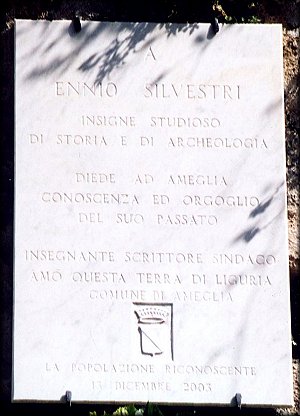 A
ENNIO SILVESTRI
INSIGNE STUDIOSO
DI STORIA E DI ARCHEOLOGIA
DIEDE AD AMEGLIA
CONOSCENZA ED ORGOGLIO
DEL SUO PASSATO
INSEGNANTE SCRITTORE SINDACO
AMÒ QUESTA TERRA DI LIGURIA
COMUNE DI AMEGLIA
LA POPOLAZIONE RICONOSCENTE
13 DICEMBRE 2003